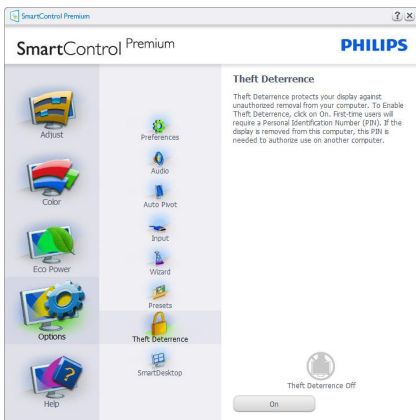 SmartControl Premium
SmartControl Premium
PHILIPS
Adjust
Color
Eco Power
Options
Help
Preferences
Audio
Auto Pivot
Input
Wizard
Presets
Theft Deterrence
SmartDesktop
Theft Deterrence
Theft Deterrence protects your display against
unauthorized removal from your computer. To Enable
Theft Deterrence, click on On. First-time users will
require a Personal Identification Number (PIN). If the
display is removed from this computer, this PIN is
needed to authorize use on another computer.
Theft Deterrence Off
On